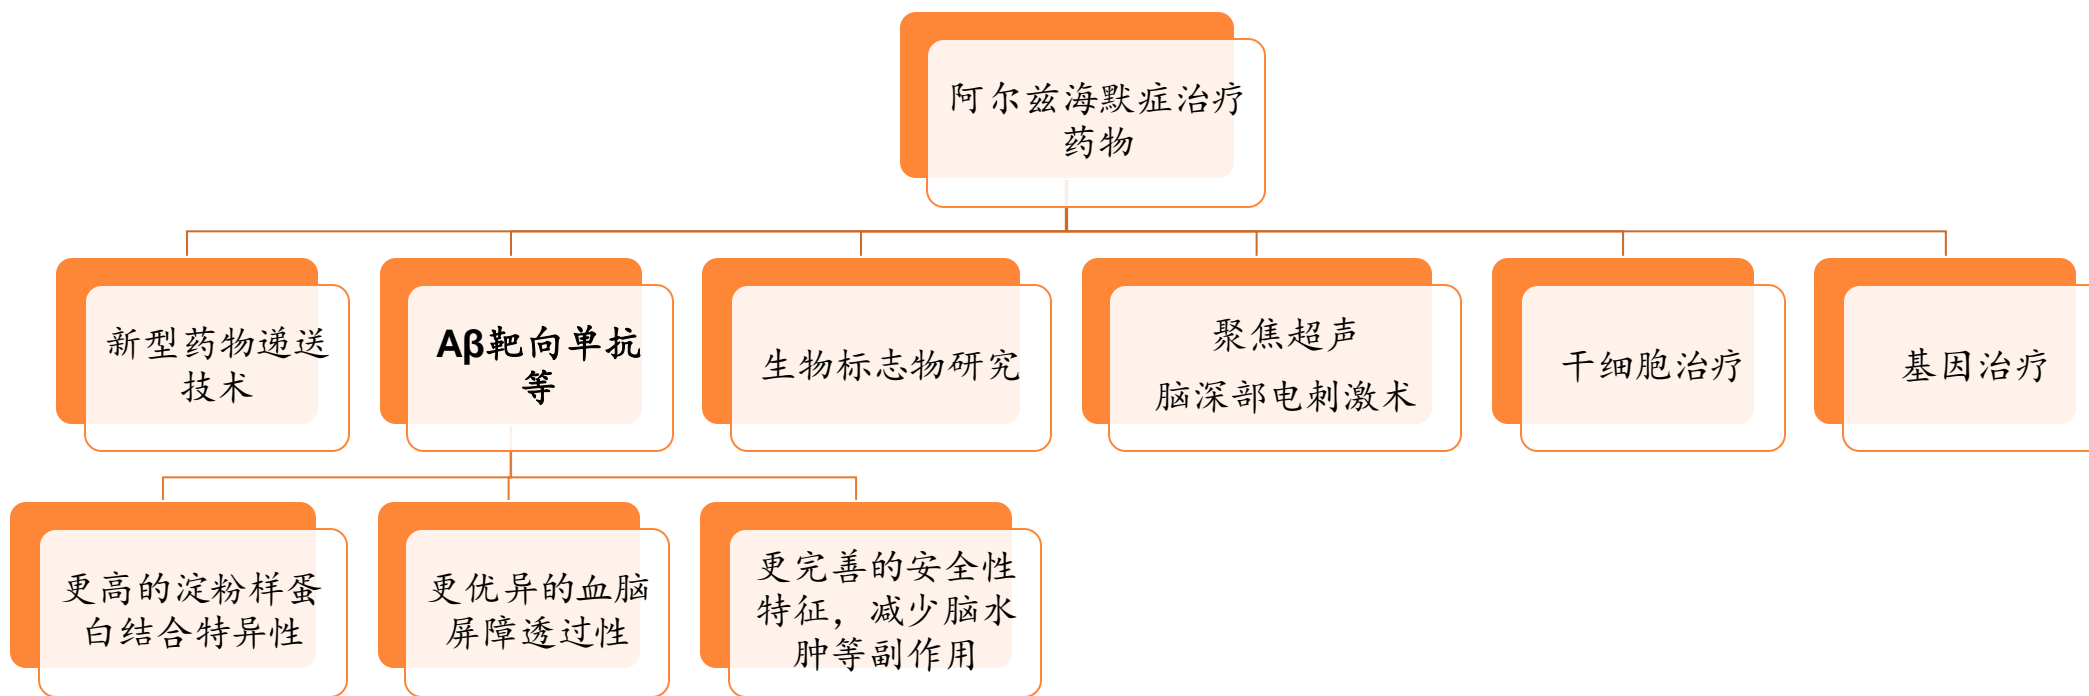 阿尔兹海默症治疗
药物
新型药物递送
技术
Aβ靶向单抗
等
生物标志物研究
聚焦超声
脑深部电刺激术
干细胞治疗
基因治疗
更高的淀粉样蛋
白结合特异性
更优异的血脑
屏障透过性
更完善的安全性
特征，减少脑水
肿等副作用